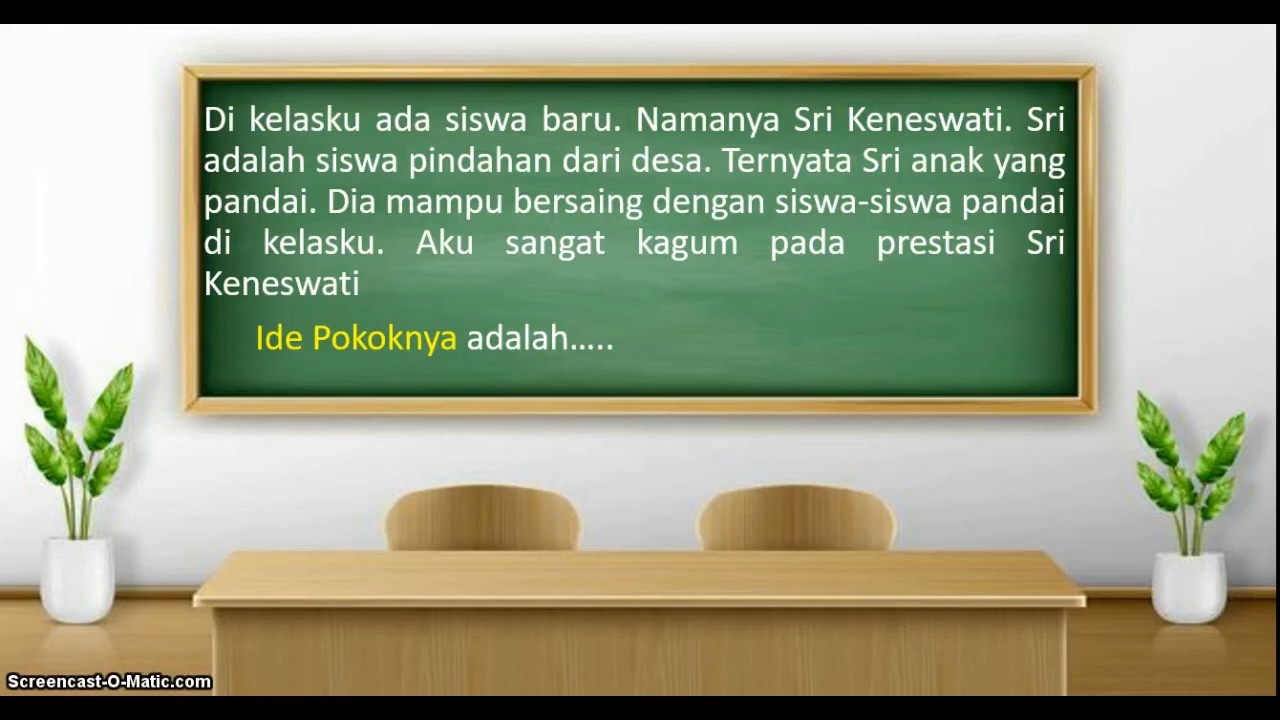 Di kelasku ada siswa baru. Namanya Sri Keneswati. Sri
adalah siswa pindahan dari desa. Ternyata Sri anak yang
pandai. Dia mampu bersaing dengan siswa-siswa pandai
di kelasku. Aku sangat kagum pada prestasi Sri
Keneswati
Ide Pokoknya adalah.....
Screencast-O-Matic.com